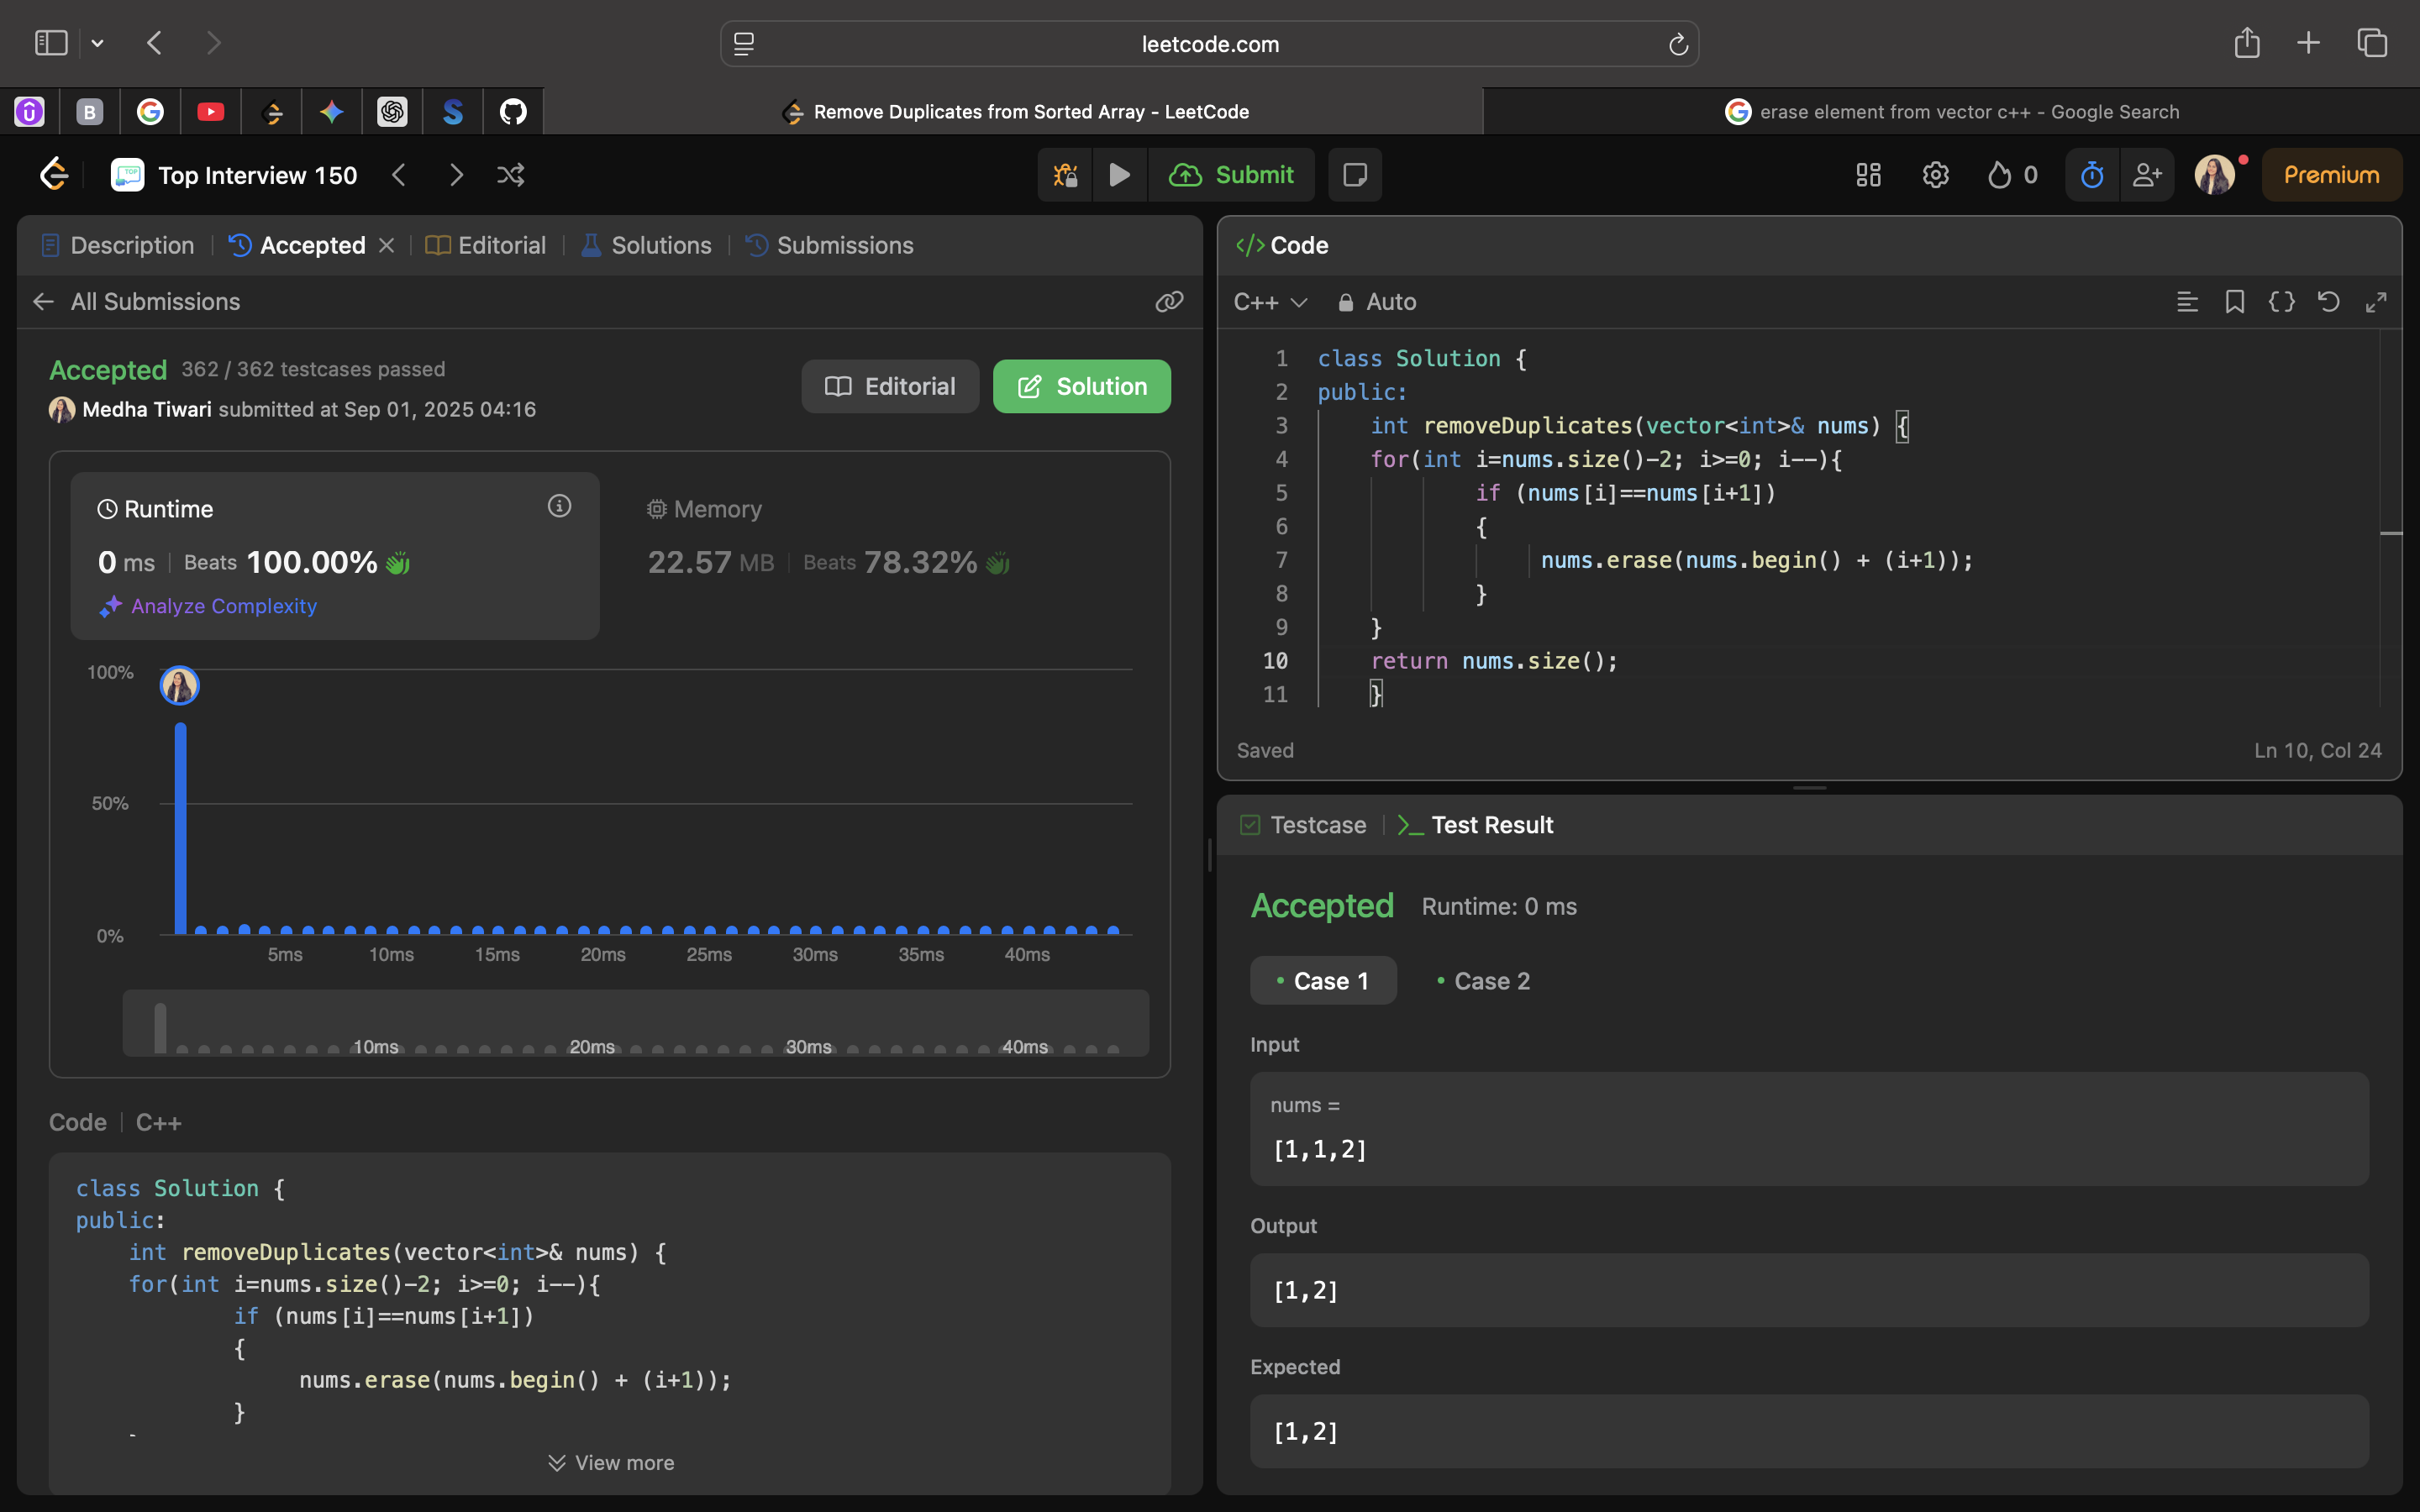 leetcode.com
B
Remove Duplicates from Sorted Array - LeetCode
erase element from vector c++ - Google Search
Top Interview 150
Submit
0
Premium
Description
Accepted
Editorial
Solutions
Submissions
All Submissions
Accepted 362 / 362 testcases passed
Medha Tiwari submitted at Sep 01, 2025 04:16
Editorial
Solution
Runtime
0 ms Beats 100.00%
Analyze Complexity
Memory
22.57 MB Beats 78.32%
100%
50%
0%
5ms 10ms 15ms 20ms 25ms 30ms 35ms 40ms
10ms 20ms 30ms 40ms
Code C++
class Solution {
public:
    int removeDuplicates(vector<int>& nums) {
    for(int i=nums.size()-2; i>=0; i--){
            if (nums[i]==nums[i+1])
            {
                 nums.erase(nums.begin() + (i+1));
            }
View more
</> Code
C++ Auto
1 class Solution {
2 public:
3     int removeDuplicates(vector<int>& nums) {
4     for(int i=nums.size()-2; i>=0; i--){
5             if (nums[i]==nums[i+1])
6             {
7                  nums.erase(nums.begin() + (i+1));
8             }
9     }
10     return nums.size();
11     }
Saved
Ln 10, Col 24
Testcase
>_ Test Result
Accepted Runtime: 0 ms
Case 1
Case 2
Input
nums =
[1,1,2]
Output
[1,2]
Expected
[1,2]